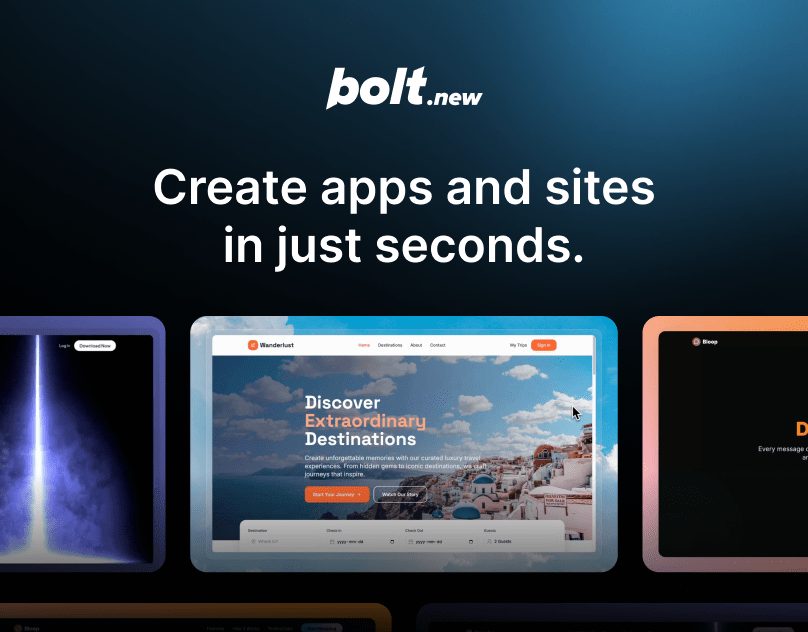 bolt.new
Create apps and sites
in just seconds.
Log in
Download Now
Wanderlust
Home
Destinations
About
Contact
My Trips
Sign In
Bloop
Discover
Extraordinary
Destinations
Create unforgettable memories with our curated luxury travel
experiences. From hidden gems to iconic destinations, we craft
journeys that inspire.
Start Your Journey →
Watch Our Story
D
Every message
Destination
Check In
Check Out
Guests
Where to?
yyyy-mm-dd
yyyy-mm-dd
2 Guests
Bloop